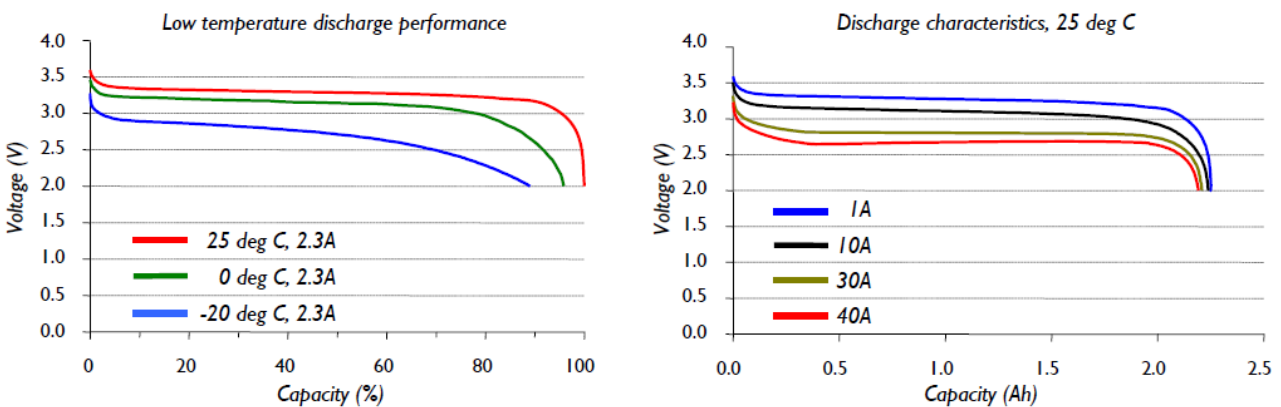 Low temperature discharge performance
4.0
3.5
3.0
2.5
2.0
1.5
1.0
0.5
0.0
Voltage (V)
25 deg C, 2.3A
0 deg C, 2.3A
-20 deg C, 2.3A
0 20 40 60 80 100
Capacity (%)
Discharge characteristics, 25 deg C
4.0
3.5
3.0
2.5
2.0
1.5
1.0
0.5
0.0
Voltage (V)
1A
10A
30A
40A
0.0 0.5 1.0 1.5 2.0 2.5
Capacity (Ah)